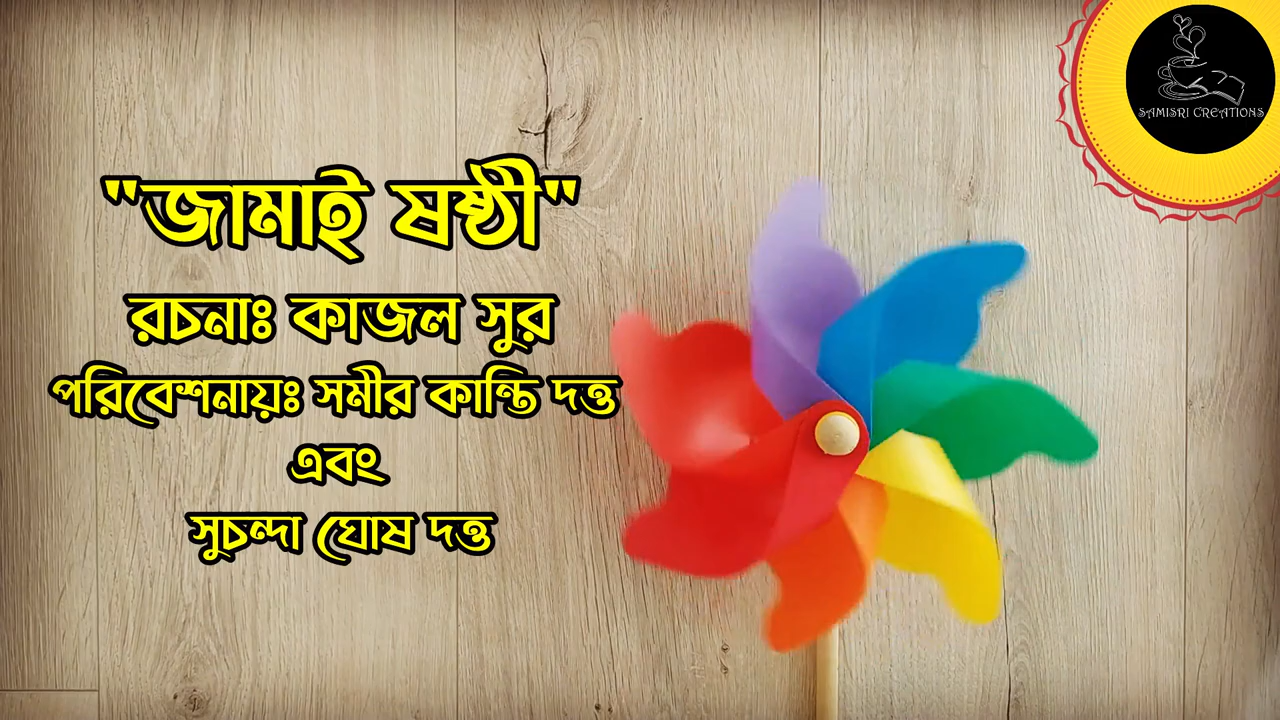 "জামাই ষষ্ঠী"
রচনাঃ কাজল সুর
পরিবেশনায়ঃ সমীর কান্তি দত্ত
এবং
সুচন্দা ঘোষ দত্ত
SAMISRI CREATIONS